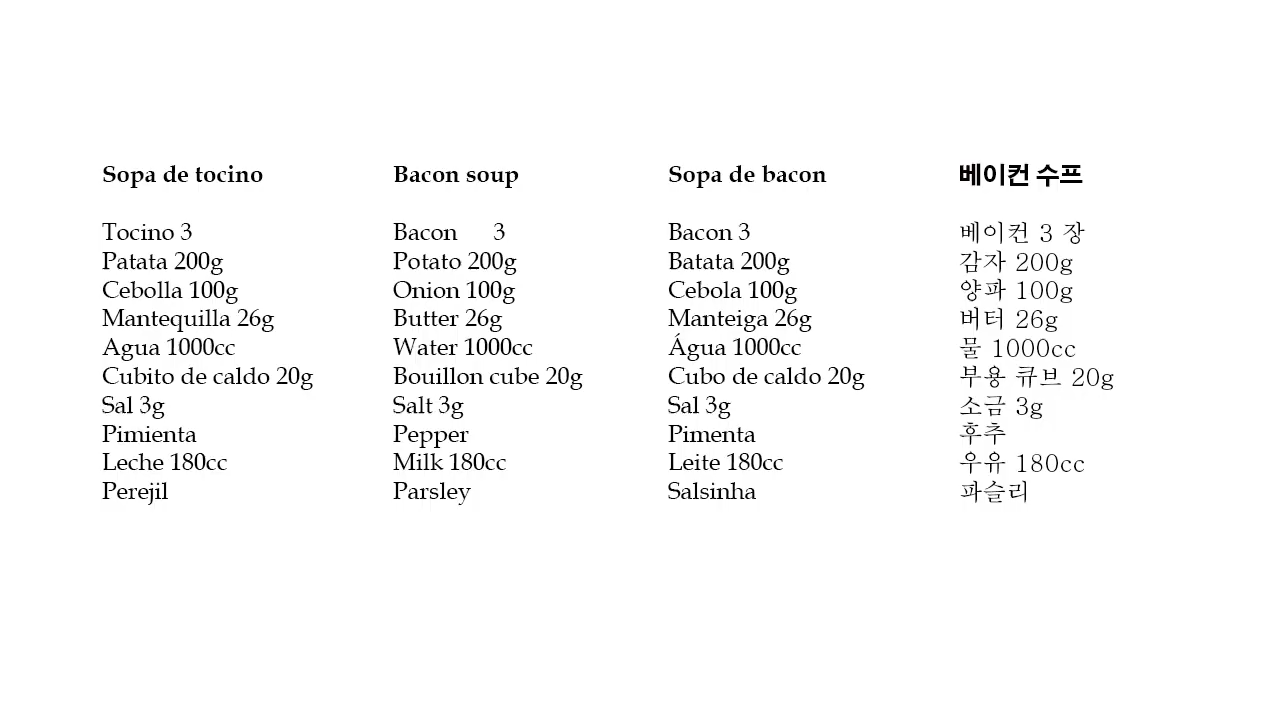 Sopa de tocino
Tocino 3
Patata 200g
Cebolla 100g
Mantequilla 26g
Agua 1000cc
Cubito de caldo 20g
Sal 3g
Pimienta
Leche 180cc
Perejil
Bacon soup
Bacon 3
Potato 200g
Onion 100g
Butter 26g
Water 1000cc
Bouillon cube 20g
Salt 3g
Pepper
Milk 180cc
Parsley
Sopa de bacon
Bacon 3
Batata 200g
Cebola 100g
Manteiga 26g
Água 1000cc
Cubo de caldo 20g
Sal 3g
Pimenta
Leite 180cc
Salsinha
베이컨 수프
베이컨 3 장
감자 200g
양파 100g
버터 26g
물 1000cc
부용 큐브 20g
소금 3g
후추
우유 180cc
파슬리